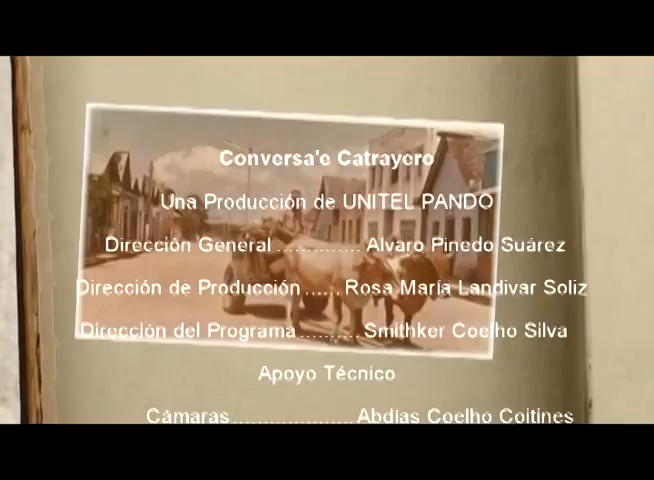 Conversa'e Catrayero
Una Producción de UNITEL PANDO
Dirección General.............. Alvaro Pinedo Suárez
Dirección de Producción ...... Rosa María Landivar Soliz
Dirección del Programa.......... Smithker Coelho Silva
Apoyo Técnico
Cámaras.................... Abdias Coelho Coitines